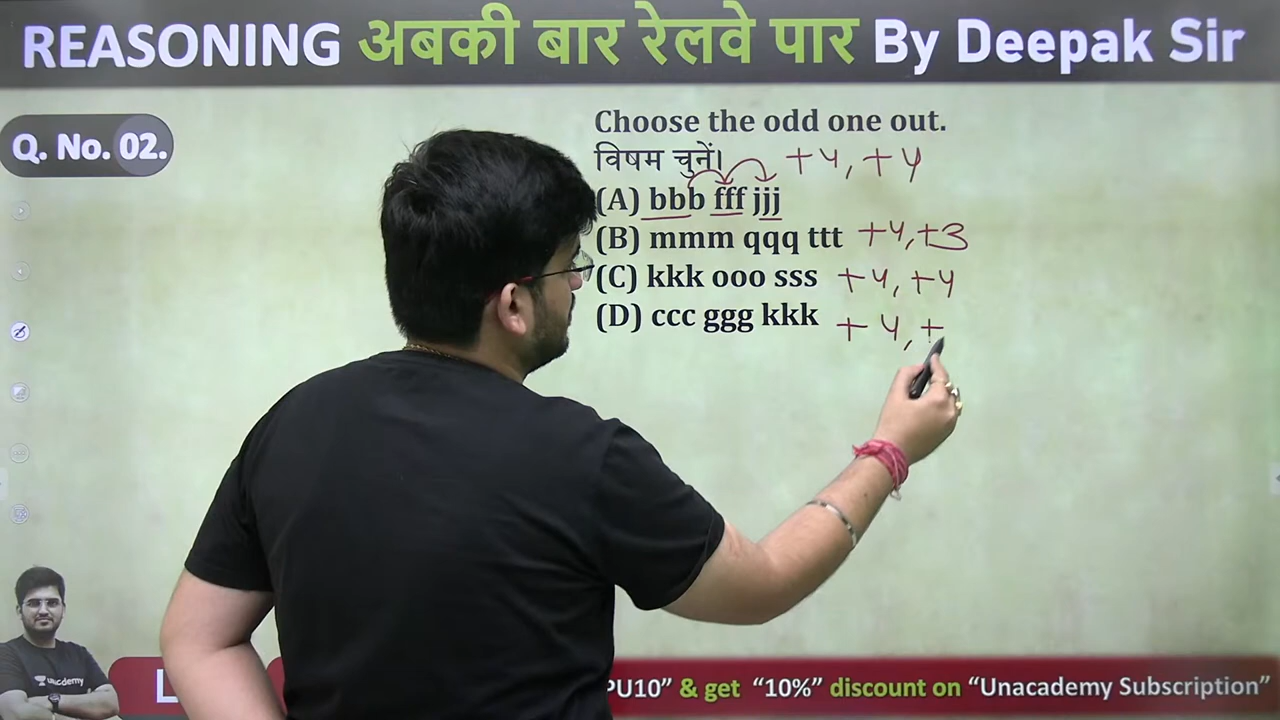 REASONING अबकी बार रेलवे पार By Deepak Sir
Q. No. 02.
Choose the odd one out.
विषम चुनें। +4, +4
(A) bbb fff jjj
(B) mmm qqq ttt +4, +3
(C) kkk ooo sss +4, +4
(D) ccc ggg kkk +4, +
unacademy
PU10” & get “10%” discount on “Unacademy Subscription”